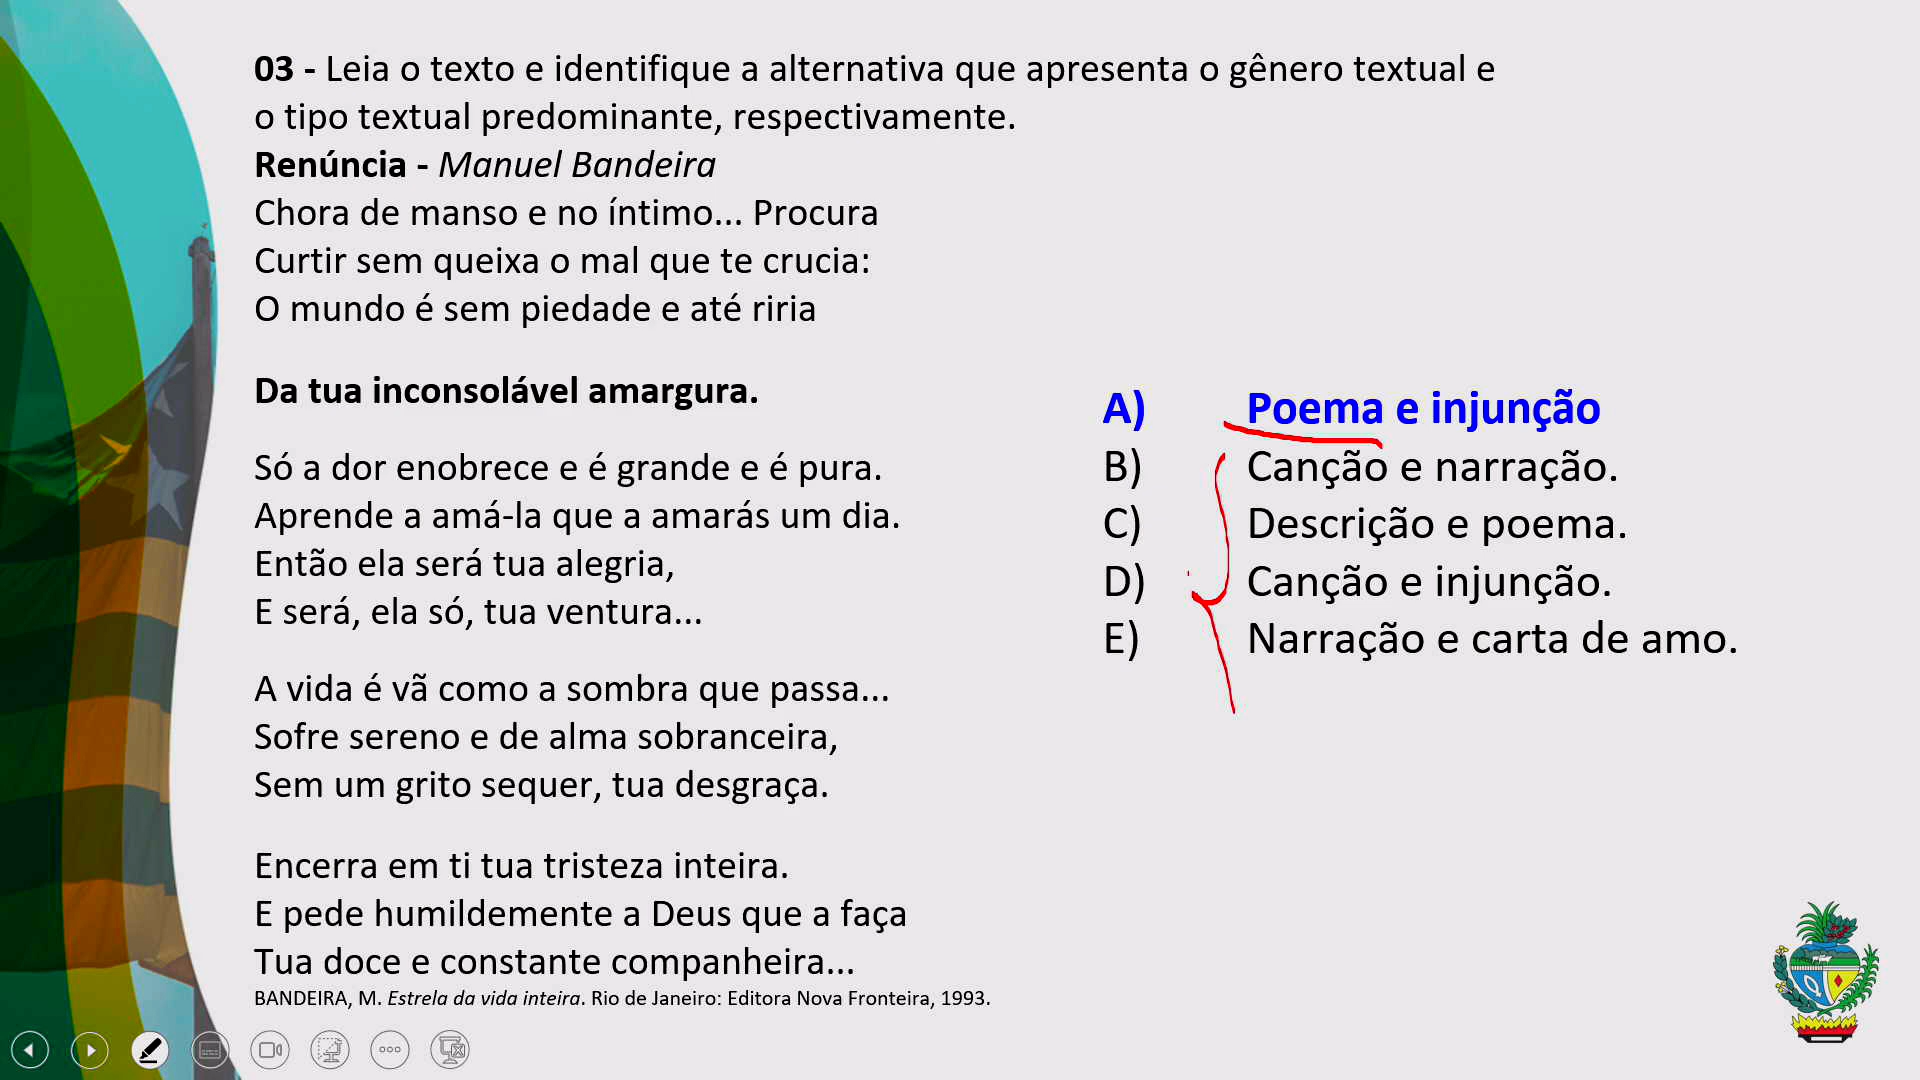 03 - Leia o texto e identifique a alternativa que apresenta o gênero textual e
o tipo textual predominante, respectivamente.
Renúncia - Manuel Bandeira
Chora de manso e no íntimo... Procura
Curtir sem queixa o mal que te crucia:
O mundo é sem piedade e até riria
Da tua inconsolável amargura.
Só a dor enobrece e é grande e é pura.
Aprende a amá-la que a amarás um dia.
Então ela será tua alegria,
E será, ela só, tua ventura...
A vida é vã como a sombra que passa...
Sofre sereno e de alma sobranceira,
Sem um grito sequer, tua desgraça.
Encerra em ti tua tristeza inteira.
E pede humildemente a Deus que a faça
Tua doce e constante companheira...
BANDEIRA, M. Estrela da vida inteira. Rio de Janeiro: Editora Nova Fronteira, 1993.
A) Poema e injunção
B) Canção e narração.
C) Descrição e poema.
D) Canção e injunção.
E) Narração e carta de amo.